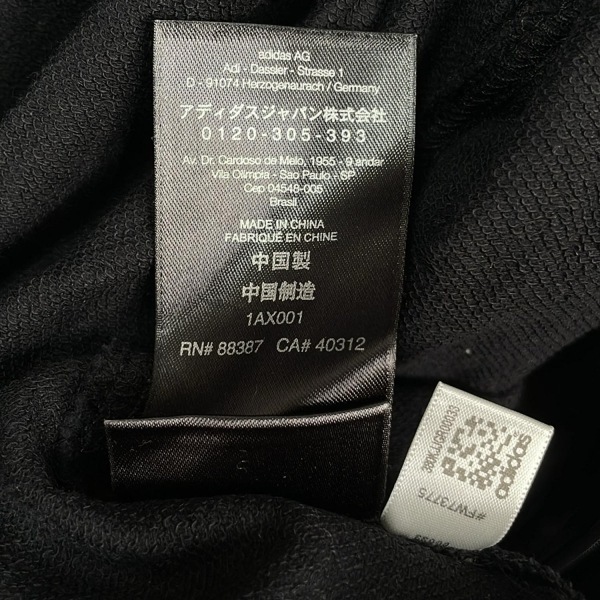 adidas AG
Adi - Dassler - Strasse 1
D - 91074 Herzogenaurach / Germany
アディダスジャパン株式会社
0120-305-393
Av. Dr. Cardoso de Melo, 1955 - 9 andar
Vila Olímpia - Sao Paulo - SP
Cep 04548-005
Brasil
MADE IN CHINA
FABRIQUÉ EN CHINE
中国製
中国制造
1AX001
RN# 88387 CA# 40312
adidas
#FW73775